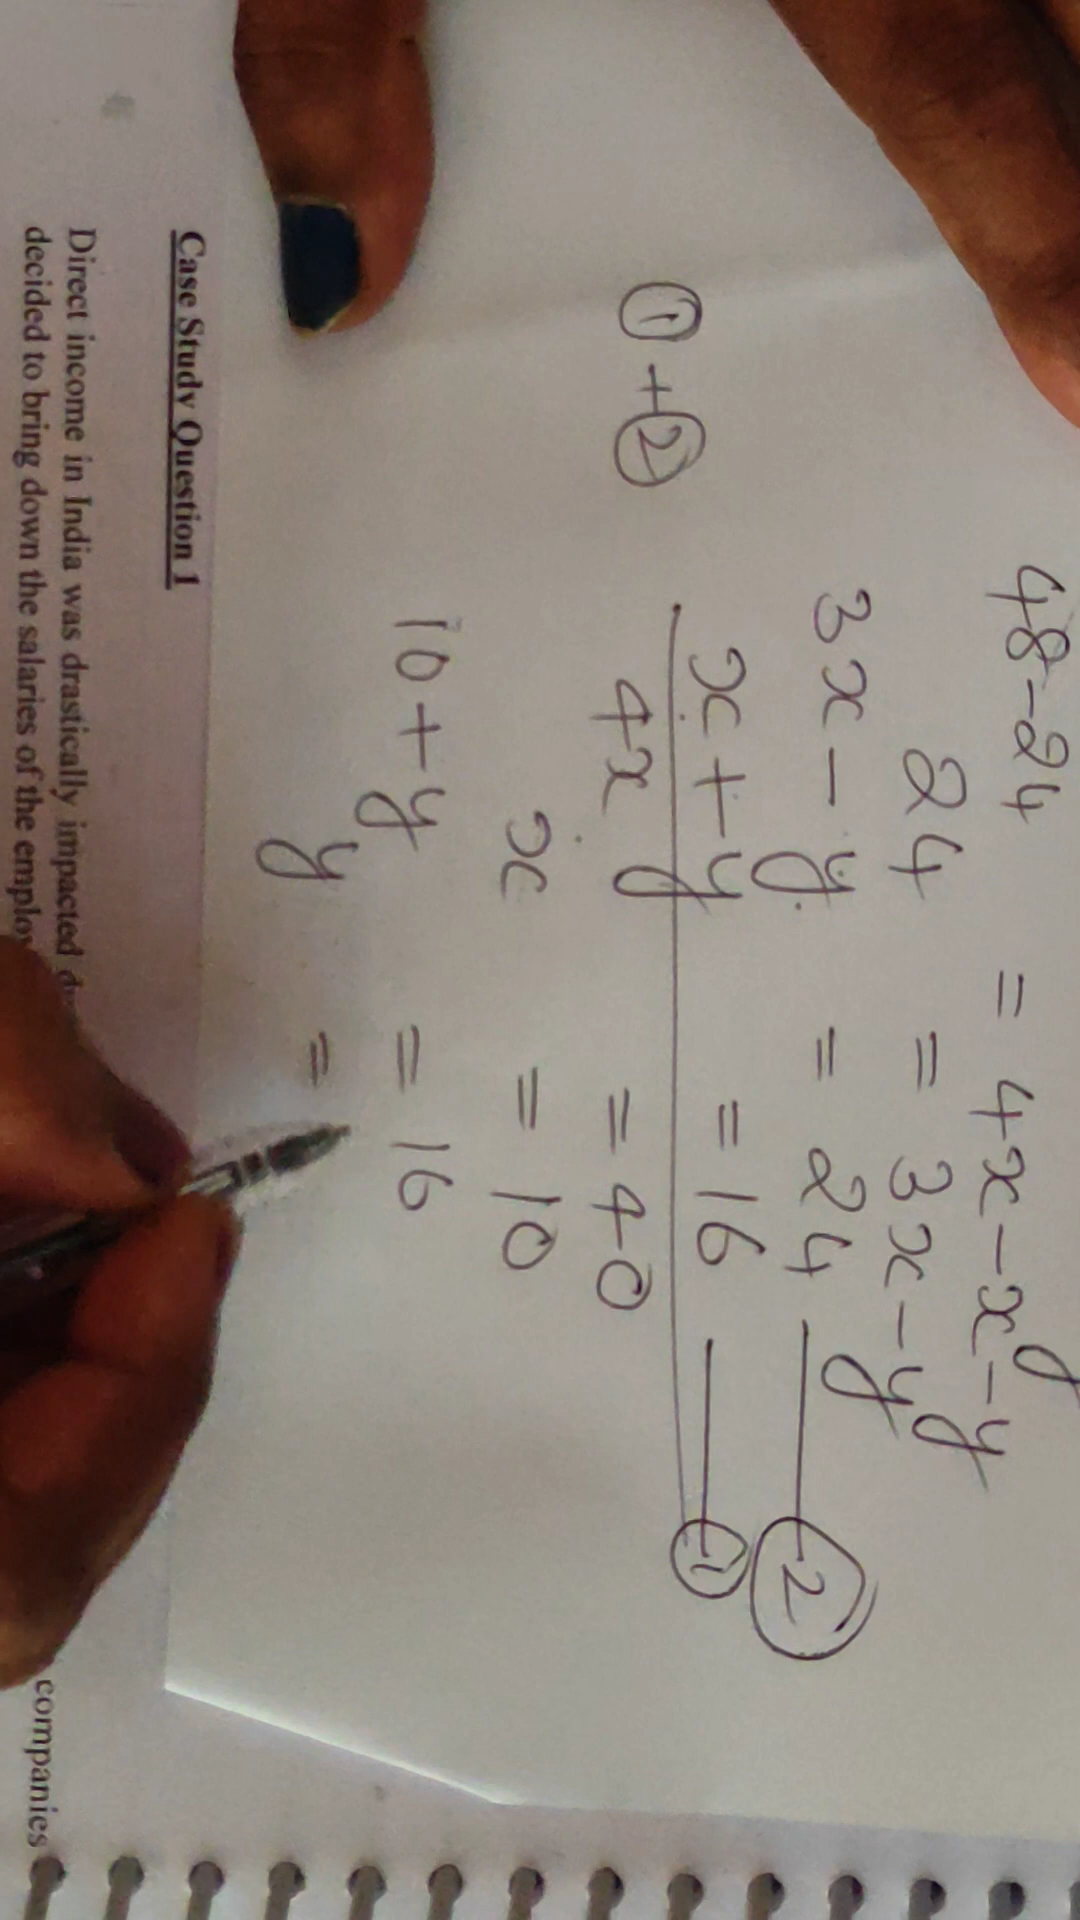 48-24 = 4x-x-y
24 = 3x-y
3x - y = 24 — 2
① + ② x + y = 16 — 1
4x = 40
x = 10
10 + y = 16
y =
Case Study Question 1
Direct income in India was drastically impacted
decided to bring down the salaries of the companies